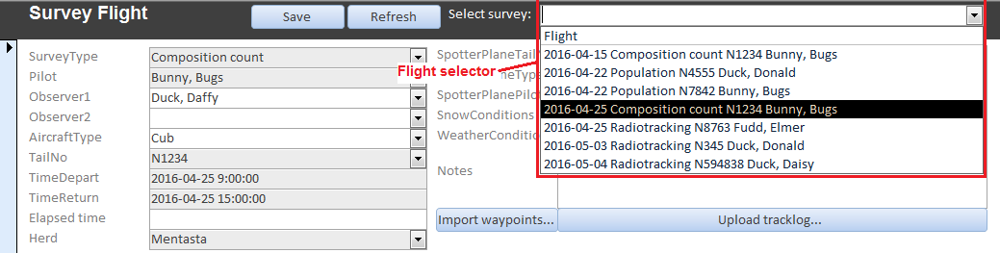 Survey Flight
Save
Refresh
Select survey:
Flight
2016-04-15 Composition count N1234 Bunny, Bugs
2016-04-22 Population N4555 Duck, Donald
2016-04-22 Population N7842 Bunny, Bugs
2016-04-25 Composition count N1234 Bunny, Bugs
2016-04-25 Radiotracking N8763 Fudd, Elmer
2016-05-03 Radiotracking N345 Duck, Donald
2016-05-04 Radiotracking N594838 Duck, Daisy
Flight selector
SurveyType Composition count
Pilot Bunny, Bugs
Observer1 Duck, Daffy
Observer2
AircraftType Cub
TailNo N1234
TimeDepart 2016-04-25 9:00:00
TimeReturn 2016-04-25 15:00:00
Elapsed time
Herd Mentasta
SpotterPlaneTail
neType
SpotterPlanePilo
SnowConditions
WeatherConditio
Notes
Import waypoints...
Upload tracklog...